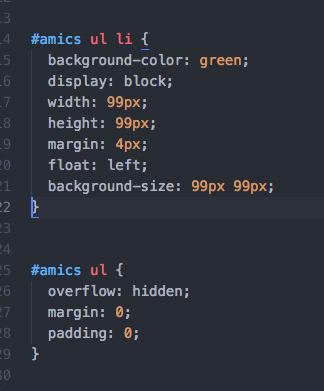 13
14 #amics ul li {
15 background-color: green;
16 display: block;
17 width: 99px;
18 height: 99px;
19 margin: 4px;
20 float: left;
21 background-size: 99px 99px;
22 }
23
24
25 #amics ul {
26 overflow: hidden;
27 margin: 0;
28 padding: 0;
29 }
30